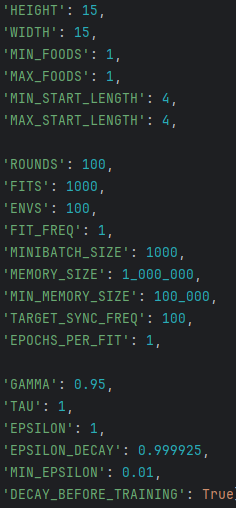 'HEIGHT': 15,
'WIDTH': 15,
'MIN_FOODS': 1,
'MAX_FOODS': 1,
'MIN_START_LENGTH': 4,
'MAX_START_LENGTH': 4,
'ROUNDS': 100,
'FITS': 1000,
'ENVS': 100,
'FIT_FREQ': 1,
'MINIBATCH_SIZE': 1000,
'MEMORY_SIZE': 1_000_000,
'MIN_MEMORY_SIZE': 100_000,
'TARGET_SYNC_FREQ': 100,
'EPOCHS_PER_FIT': 1,
'GAMMA': 0.95,
'TAU': 1,
'EPSILON': 1,
'EPSILON_DECAY': 0.999925,
'MIN_EPSILON': 0.01,
'DECAY_BEFORE_TRAINING': True}